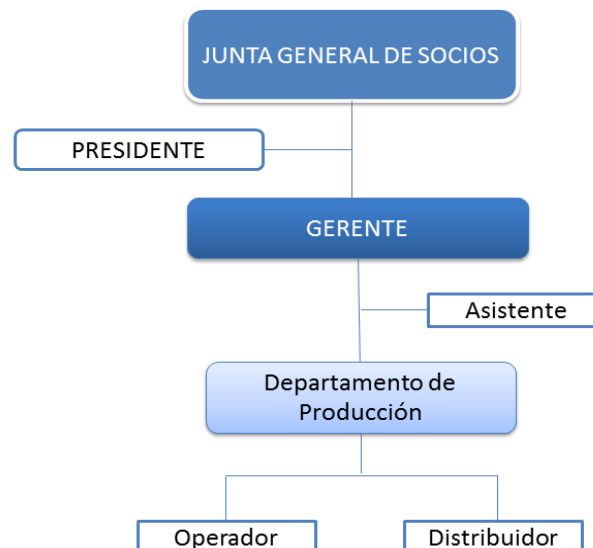 JUNTA GENERAL DE SOCIOS
PRESIDENTE
GERENTE
Asistente
Departamento de
Producción
Operador
Distribuidor